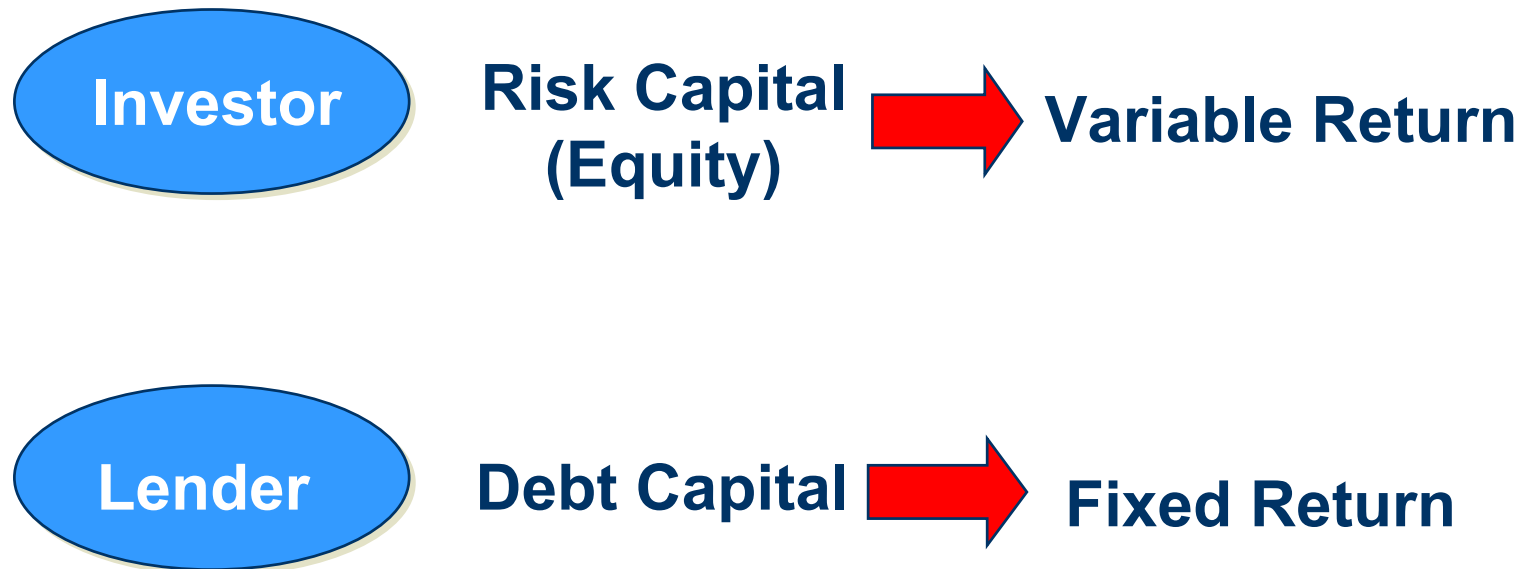 Investor
Risk Capital
(Equity)
Variable Return
Lender
Debt Capital
Fixed Return